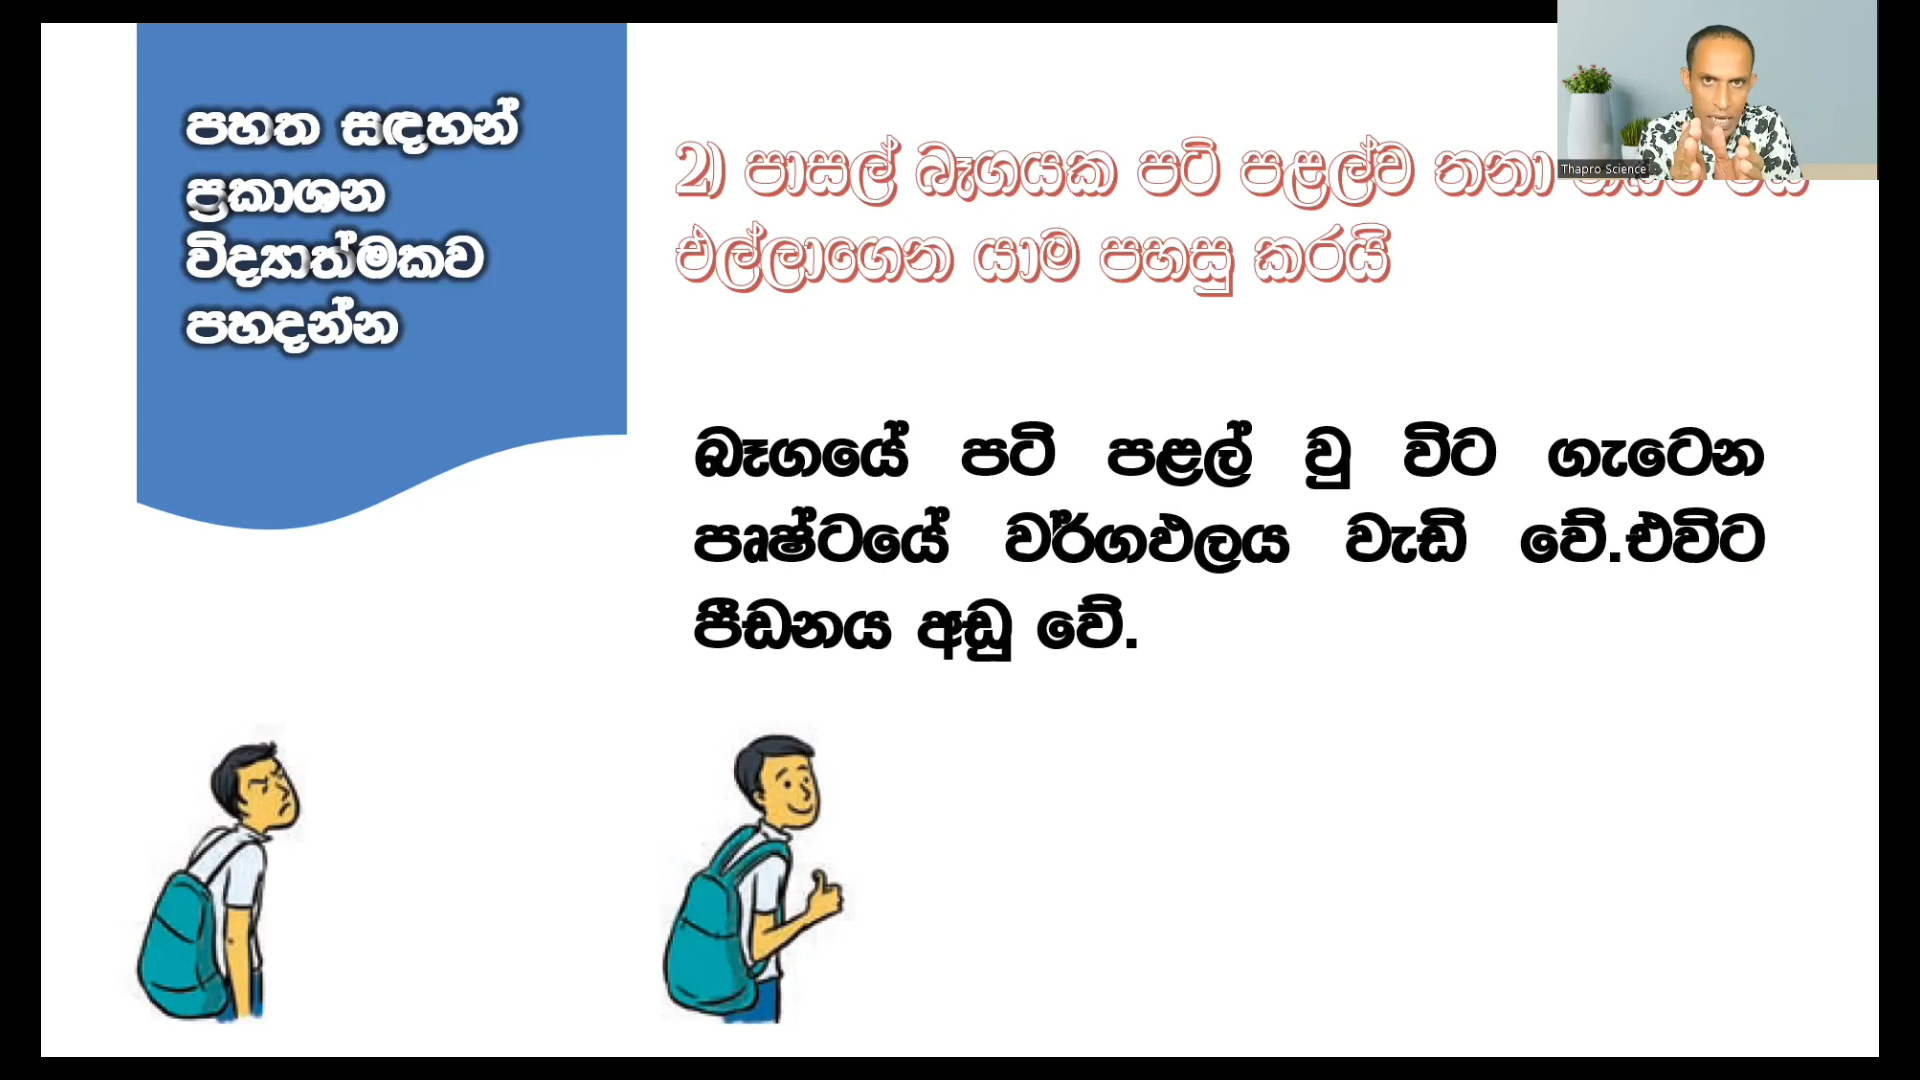 පහත සඳහන්
ප්‍රකාශන
විද්‍යාත්මකව
පහදන්න
2) පාසල් බෑගයක පටි පළල්ව තනා
එල්ලාගෙන යාම පහසු කරයි
බෑගයේ පටි පළල් වු විට ගැටෙන
පෘෂ්ටයේ වර්ගඵලය වැඩි වේ.එවිට
පීඩනය අඩු වේ.
Thapro Science